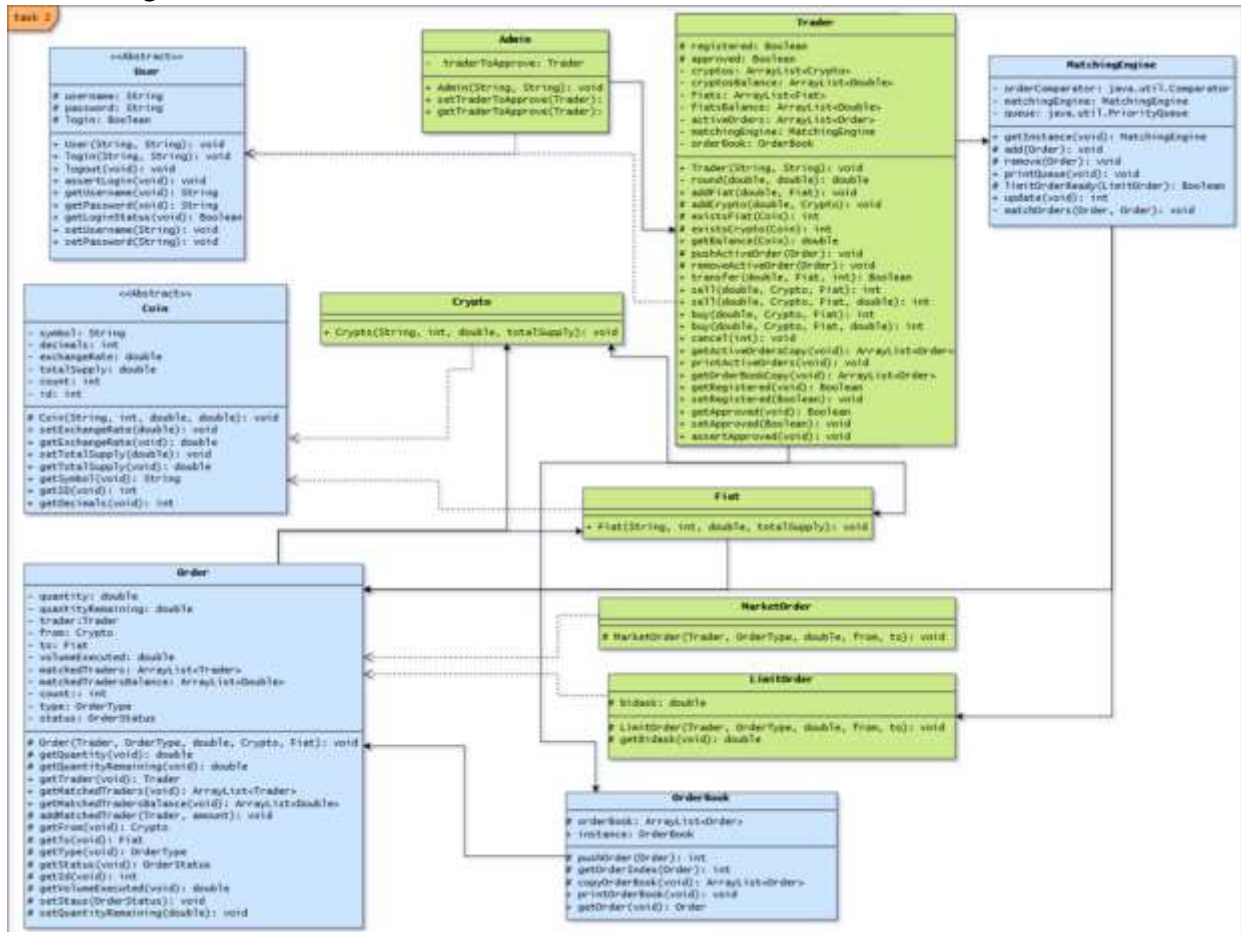 task 2
<<Abstract>>
User
# username: String
# password: String
# login: Boolean
+ User(String, String): void
+ login(String, String): void
+ logout(void): void
+ assertLogin(void): void
+ getUsername(void): String
+ getPassword(void): String
+ getLoginStatus(void): Boolean
+ setUsername(String): void
+ setPassword(String): void
Admin
- traderToApprove: Trader
+ Admin(String, String): void
+ setTraderToApprove(Trader):
+ getTraderToApprove(Trader):
Trader
# registered: Boolean
# approved: Boolean
- cryptos: ArrayList<Crypto>
- cryptosBalance: ArrayList<Double>
- fiats: ArrayList<Fiat>
- fiatsBalance: ArrayList<Double>
- activeOrders: ArrayList<Order>
- matchingEngine: MatchingEngine
- orderBook: OrderBook
+ Trader(String, String): void
- round(double, double): double
+ addFiat(double, Fiat): void
# addCrypto(double, Crypto): void
# existsFiat(Coin): int
# existsCrypto(Coin): int
+ getBalance(Coin): double
# pushActiveOrder(Order): void
# removeActiveOrder(Order): void
+ transfer(double, Fiat, int): Boolean
+ sell(double, Crypto, Fiat): int
+ sell(double, Crypto, Fiat, double): int
+ buy(double, Crypto, Fiat): int
+ buy(double, Crypto, Fiat, double): int
+ cancel(int): void
+ getActiveOrdersCopy(void): ArrayList<Order>
+ printActiveOrders(void): void
+ getOrderBookCopy(void): ArrayList<Order>
+ getRegistered(void): Boolean
+ setRegistered(Boolean): void
+ getApproved(void): Boolean
+ setApproved(Boolean): void
+ assertApproved(void): void
MatchingEngine
- orderComparator: java.util.Comparator
- matchingEngine: MatchingEngine
- queue: java.util.PriorityQueue
+ getInstance(void): MatchingEngine
# add(Order): void
# remove(Order): void
+ printQueue(void): void
# limitOrderReady(LimitOrder): Boolean
+ update(void): int
- matchOrders(Order, Order): void
<<Abstract>>
Coin
- symbol: String
- decimals: int
- exchangeRate: double
- totalSupply: double
- count: int
- id: int
# Coin(String, int, double, double): void
+ setExchangeRate(double): void
+ getExchangeRate(void): double
+ setTotalSupply(double): void
+ getTotalSupply(void): double
+ getSymbol(void): String
+ getID(void): int
+ getDecimals(void): int
Crypto
+ Crypto(String, int, double, totalSupply): void
Fiat
+ Fiat(String, int, double, totalSupply): void
Order
- quantity: double
- quantityRemaining: double
- trader:Trader
- from: Crypto
- to: Fiat
- volumeExecuted: double
- matchedTraders: ArrayList<Trader>
- matchedTradersBalance: ArrayList<Double>
- count: int
- type: OrderType
- status: OrderStatus
# Order(Trader, OrderType, double, Crypto, Fiat): void
# getQuantity(void): double
# getQuantityRemaining(void): double
+ getTrader(void): Trader
+ getMatchedTraders(void): ArrayList<Trader>
+ getMatchedTradersBalance(void): ArrayList<Double>
# addMatchedTrader(Trader, amount): void
# getFrom(void): Crypto
# getTo(void): Fiat
# getType(void): OrderType
# getStatus(void): OrderStatus
# getId(void): int
# getVolumeExecuted(void): double
# setStaus(OrderStatus): void
# setQuantityRemaining(double): void
MarketOrder
# MarketOrder(Trader, OrderType, double, from, to): void
LimitOrder
# bidask: double
# LimitOrder(Trader, OrderType, double, from, to): void
# getBidask(void): double
OrderBook
# orderBook: ArrayList<Order>
+ instance: OrderBook
# pushOrder(Order): int
# getOrderIndex(Order): int
# copyOrderBook(void): ArrayList<Order>
+ printOrderBook(void): void
+ getOrder(void): Order